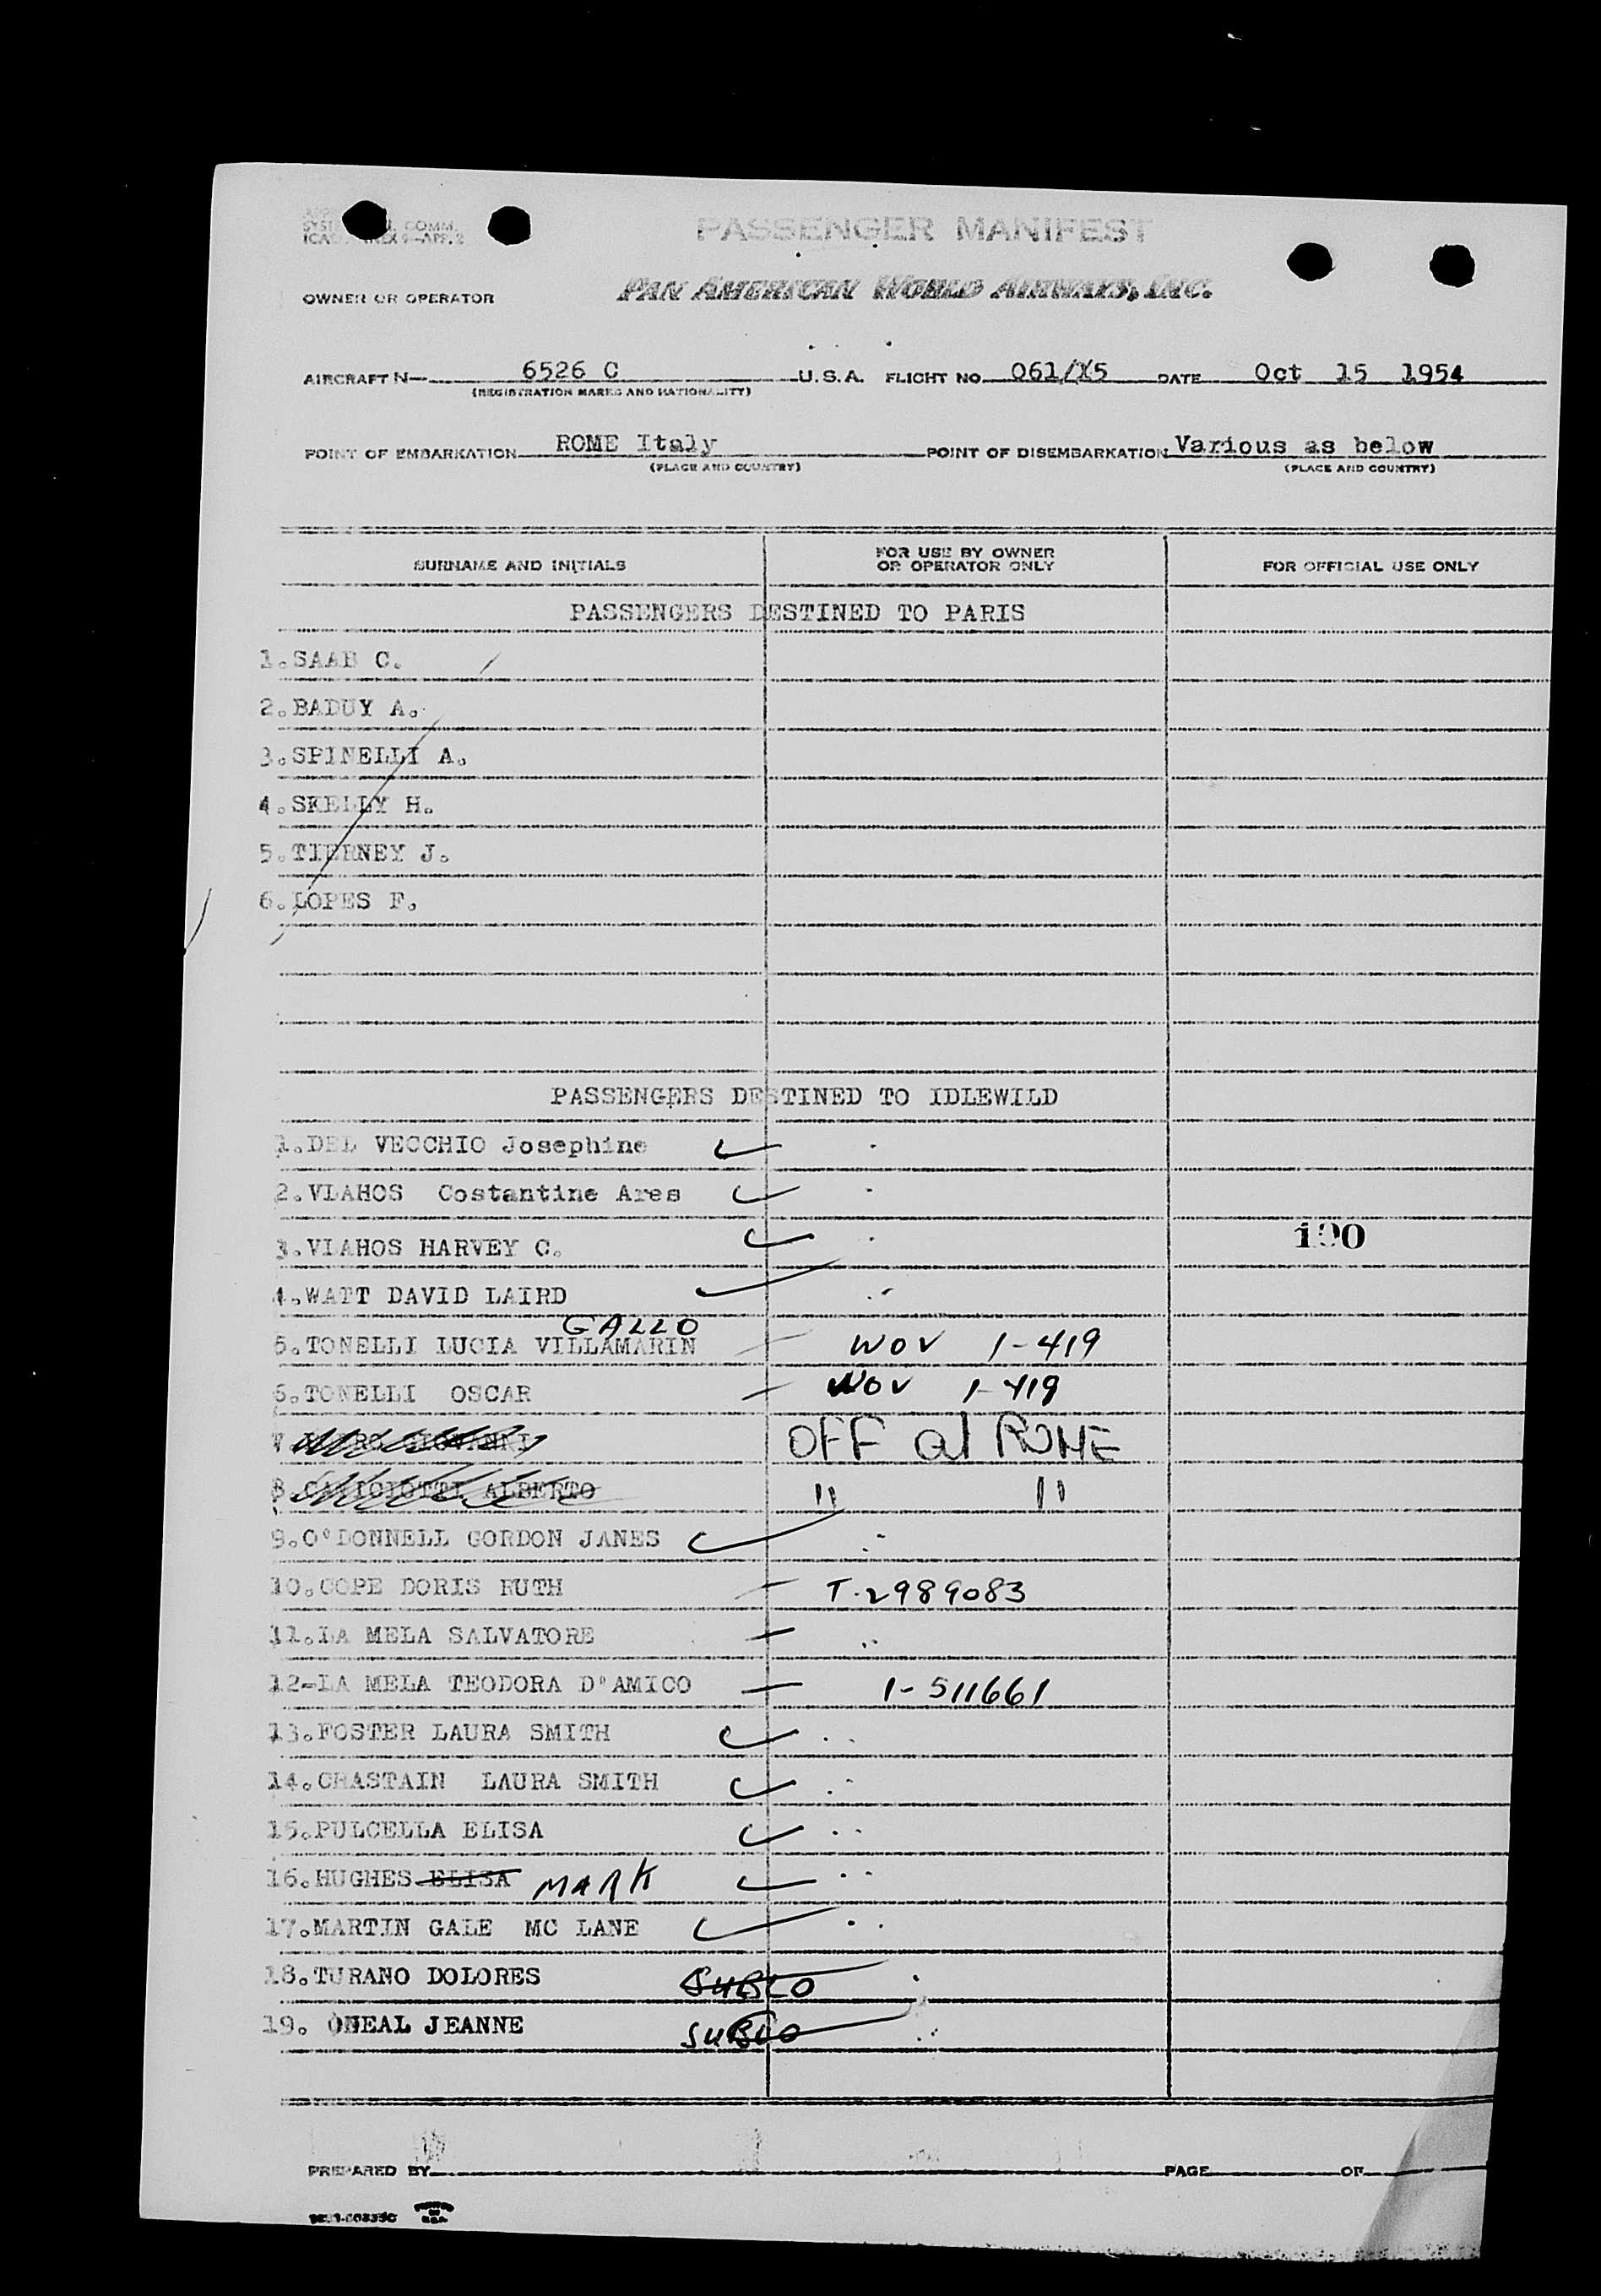 COMM.
PASSENGER MANIFEST
OWNER OR OPERATOR PAN AMERICAN WORLD AIRWAYS, INC.
AIRCRAFT N 6526 C U.S.A. FLIGHT NO 061/15 DATE Oct 15 1954
(REGISTRATION MARKS AND NATIONALITY)
POINT OF EMBARKATION ROME Italy POINT OF DISEMBARKATION Various as below
(PLACE AND COUNTRY) (PLACE AND COUNTRY)
SURNAME AND INITIALS FOR USE BY OWNER OR OPERATOR ONLY FOR OFFICIAL USE ONLY
PASSENGERS DESTINED TO PARIS
1.SAAB C.
2.BADUY A.
3.SPINELLI A.
4.SKELLY H.
5.TIERNEY J.
6.LOPES F.
PASSENGERS DESTINED TO IDLEWILD
1.DEL VECCHIO Josephine
2.VLAHOS Costantine Ares
3.VLAHOS HARVEY C. 190
4.WATT DAVID LAIRD
GALLO
5.TONELLI LUCIA VILLAMARIN WOV 1-419
6.TONELLI OSCAR WOV 1-419
7. GIOVANNI OFF at ROME
8. ALBERTO " "
9.O'DONNELL GORDON JANES
10.COPE DORIS RUTH T-2989083
11.LA MELA SALVATORE
12-LA MELA TEODORA D'AMICO 1-511661
13.FOSTER LAURA SMITH
14.CHASTAIN LAURA SMITH
15.PULCELLA ELISA
16.HUGHES ELISA MARK
17.MARTIN GALE MC LANE
18.TURANO DOLORES SUBLO
19. ONEAL JEANNE SUBLO
PREPARED BY PAGE OF